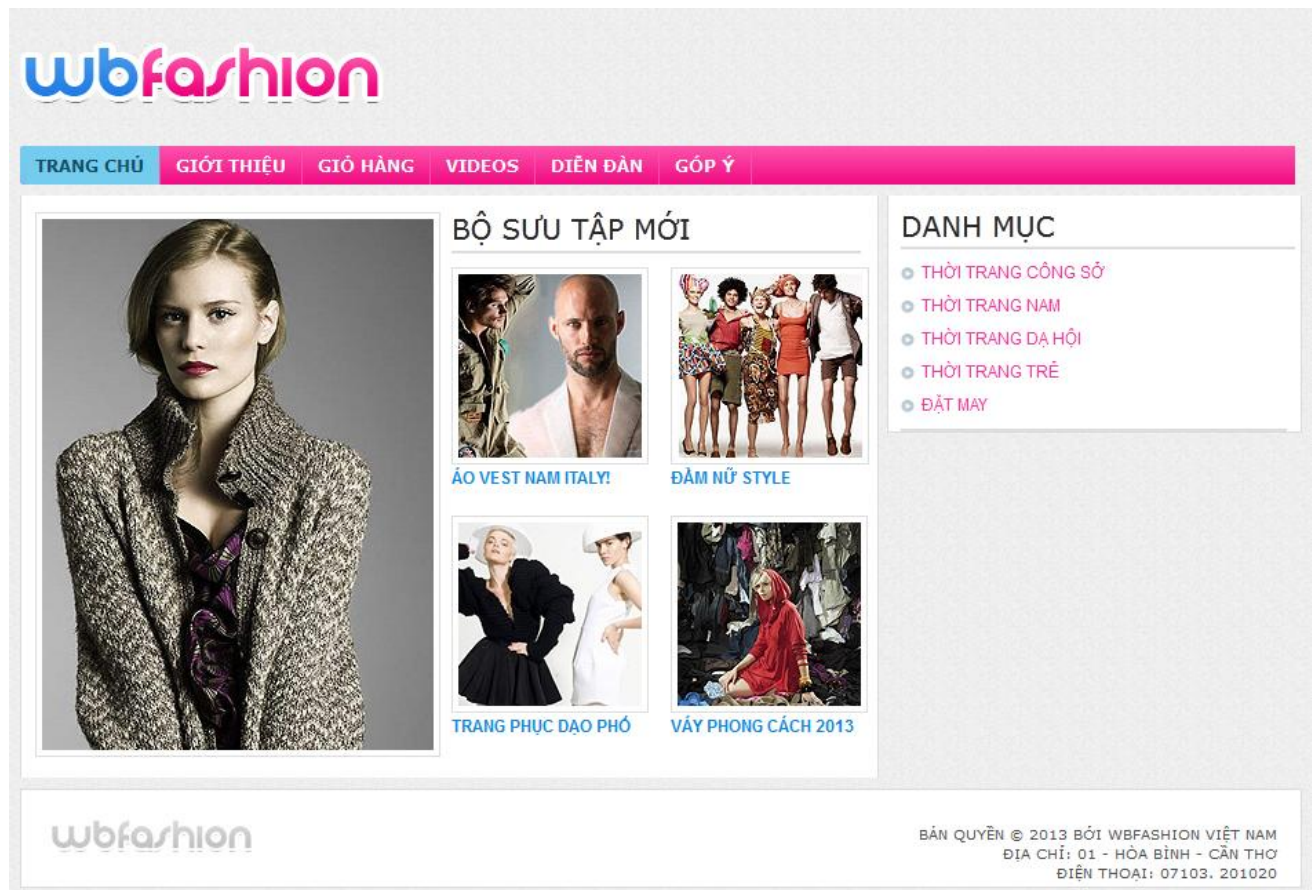 wbfashion
TRANG CHỦ GIỚI THIỆU GIỎ HÀNG VIDEOS DIỄN ĐÀN GÓP Ý
BỘ SƯU TẬP MỚI
ÁO VEST NAM ITALY!
ĐẦM NỮ STYLE
TRANG PHỤC DẠO PHỐ
VÁY PHONG CÁCH 2013
DANH MỤC
THỜI TRANG CÔNG SỞ
THỜI TRANG NAM
THỜI TRANG DẠ HỘI
THỜI TRANG TRẺ
ĐẶT MAY
wbfashion
BẢN QUYỀN © 2013 BỞI WBFASHION VIỆT NAM
ĐỊA CHỈ: 01 - HÒA BÌNH - CẦN THƠ
ĐIỆN THOẠI: 07103. 201020